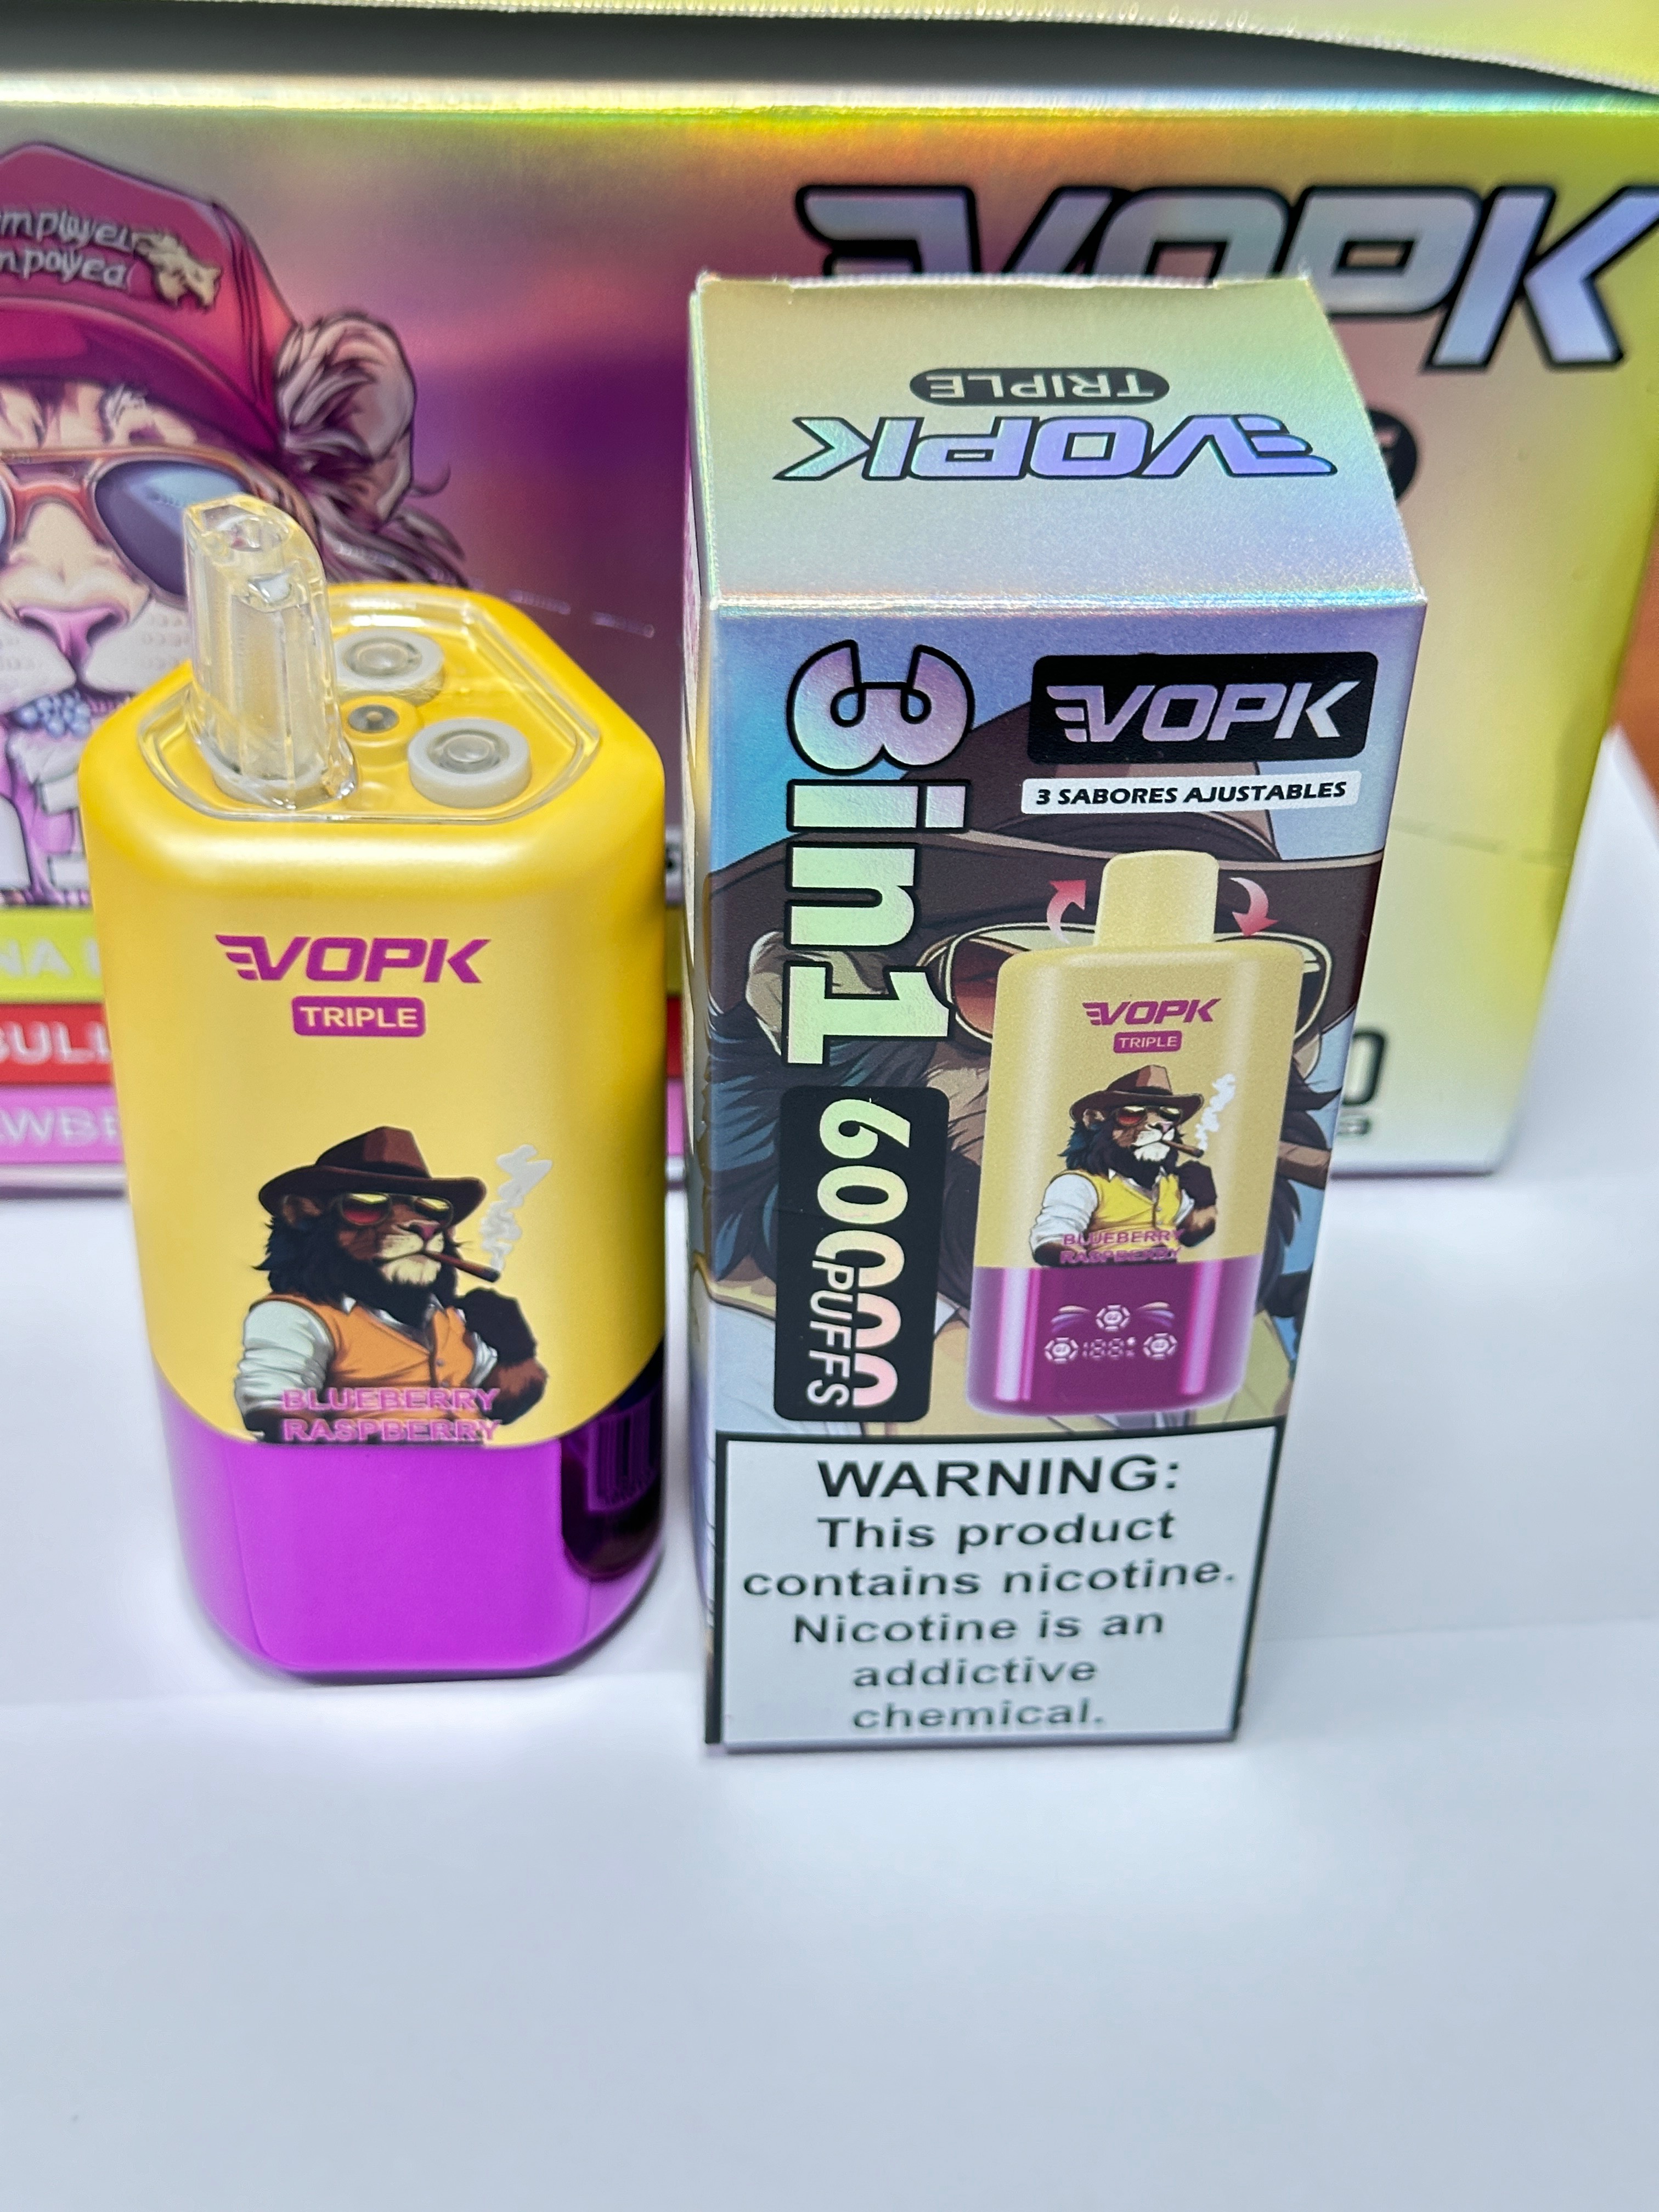 VOPK
TRIPLE
VOPK
VOPK
3 SABORES AJUSTABLES
3in1
60000
PUFFS
VOPK
TRIPLE
BLUEBERRY
RASPBERRY
VOPK
TRIPLE
BLUEBERRY
RASPBERRY
WARNING:
This product
contains nicotine.
Nicotine is an
addictive
chemical.